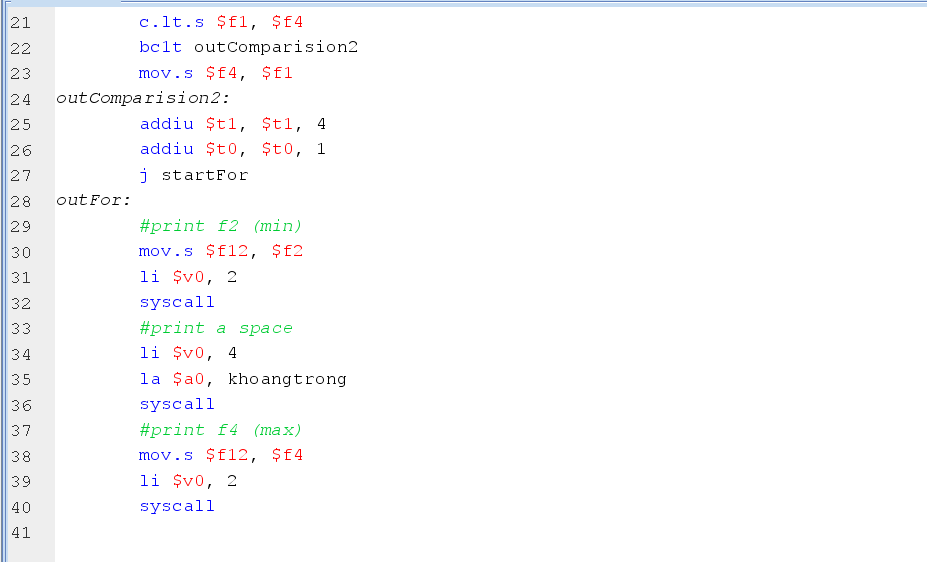 21 c.lt.s $f1, $f4
22 bc1t outComparision2
23 mov.s $f4, $f1
24 outComparision2:
25 addiu $t1, $t1, 4
26 addiu $t0, $t0, 1
27 j startFor
28 outFor:
29 #print f2 (min)
30 mov.s $f12, $f2
31 li $v0, 2
32 syscall
33 #print a space
34 li $v0, 4
35 la $a0, khoangtrong
36 syscall
37 #print f4 (max)
38 mov.s $f12, $f4
39 li $v0, 2
40 syscall
41